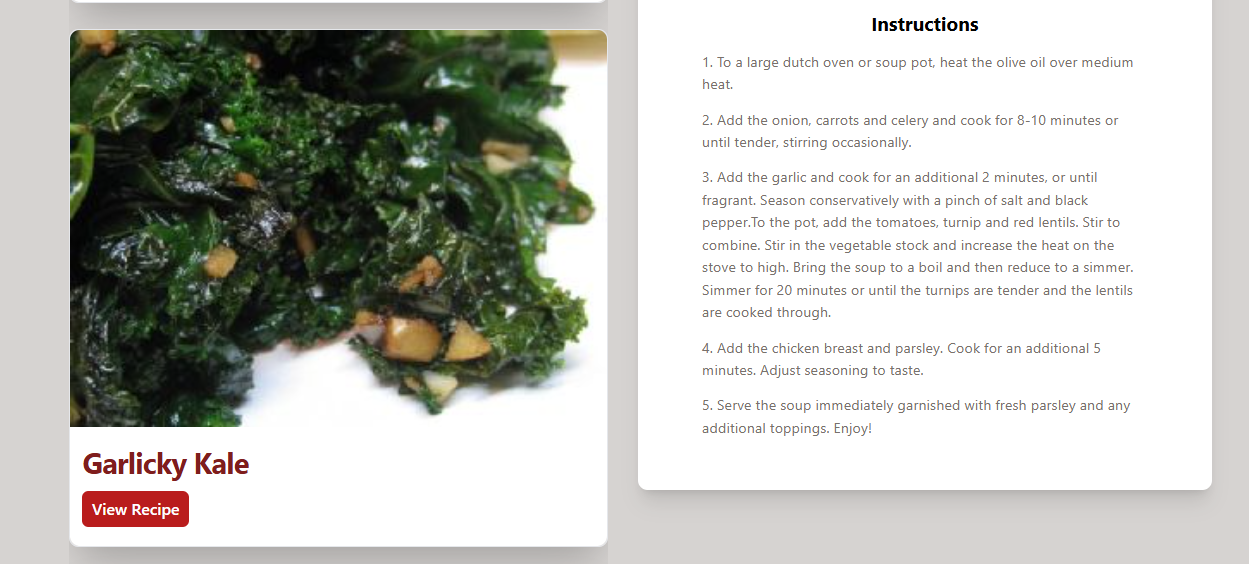 Garlicky Kale
View Recipe
Instructions
1. To a large dutch oven or soup pot, heat the olive oil over medium
heat.
2. Add the onion, carrots and celery and cook for 8-10 minutes or
until tender, stirring occasionally.
3. Add the garlic and cook for an additional 2 minutes, or until
fragrant. Season conservatively with a pinch of salt and black
pepper.To the pot, add the tomatoes, turnip and red lentils. Stir to
combine. Stir in the vegetable stock and increase the heat on the
stove to high. Bring the soup to a boil and then reduce to a simmer.
Simmer for 20 minutes or until the turnips are tender and the lentils
are cooked through.
4. Add the chicken breast and parsley. Cook for an additional 5
minutes. Adjust seasoning to taste.
5. Serve the soup immediately garnished with fresh parsley and any
additional toppings. Enjoy!